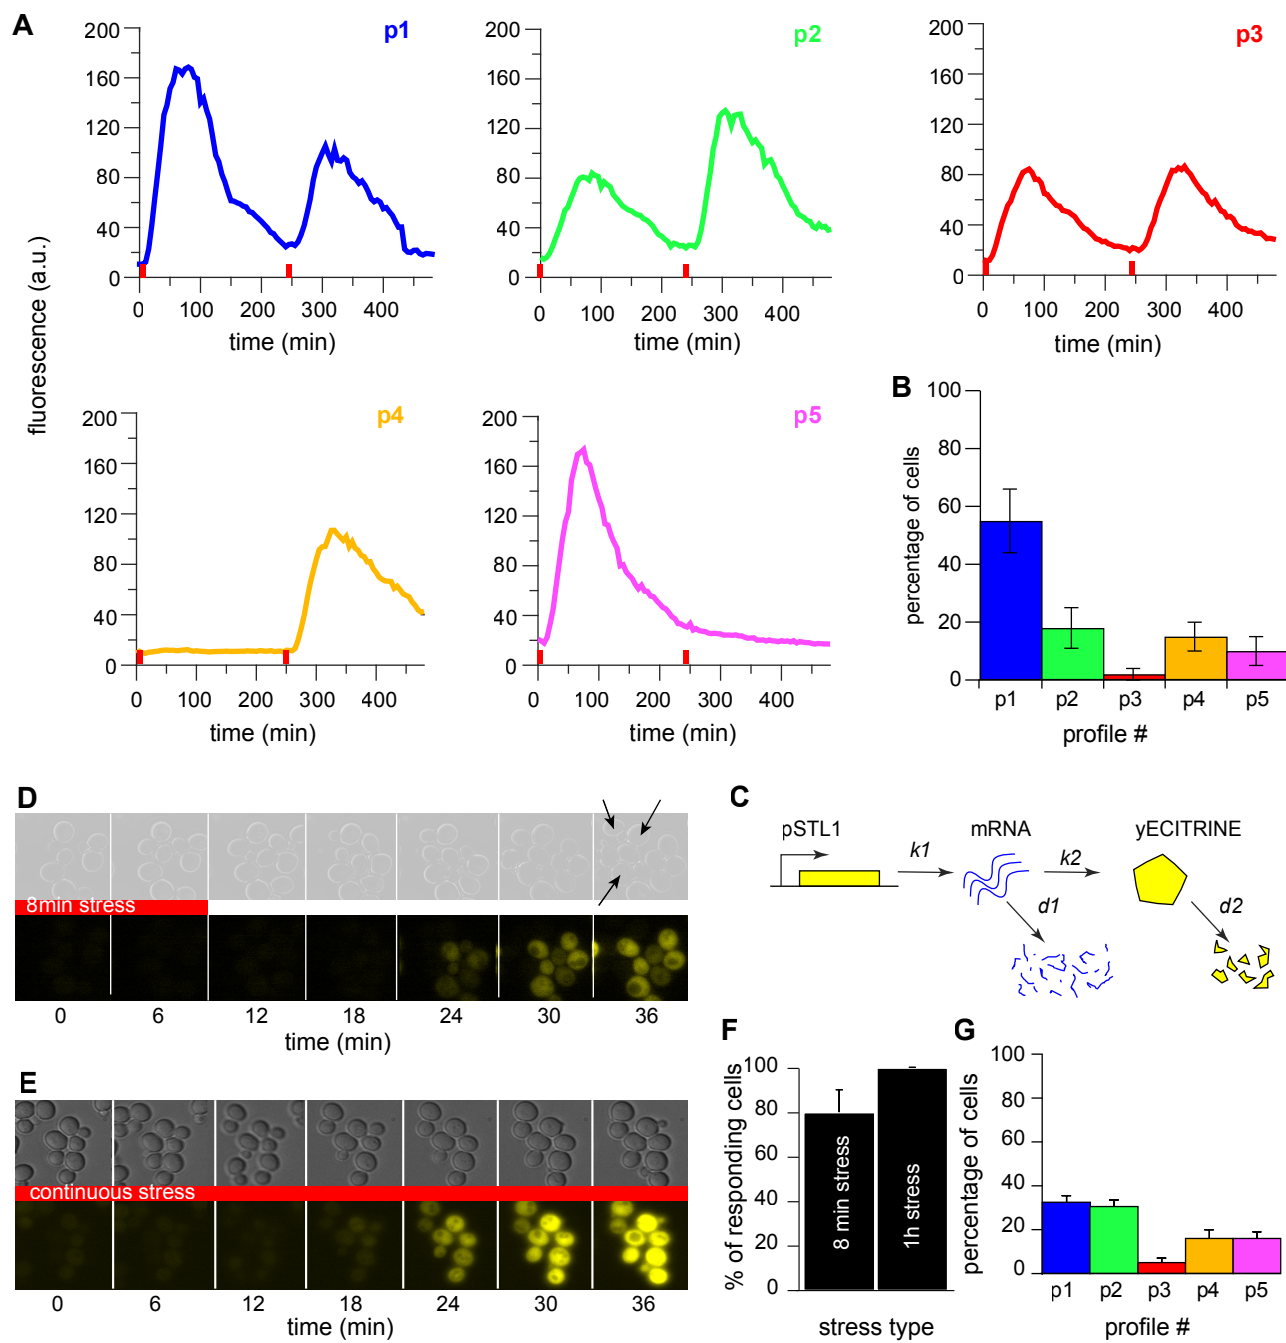 A
p1
p2
p3
200
160
120
80
40
0
0 100 200 300 400
time (min)
200
160
120
80
40
0
0 100 200 300 400
time (min)
200
160
120
80
40
0
0 100 200 300 400
time (min)
fluorescence (a.u.)
p4
p5
200
160
120
80
40
0
0 100 200 300 400
time (min)
200
160
120
80
40
0
0 100 200 300 400
time (min)
B
percentage of cells
100
80
60
40
20
0
p1 p2 p3 p4 p5
profile #
D
8min stress
0 6 12 18 24 30 36
time (min)
C
pSTL1
mRNA
yECITRINE
k1
k2
d1
d2
E
continuous stress
0 6 12 18 24 30 36
time (min)
F
% of responding cells
100
80
60
40
20
0
8 min stress
1h stress
stress type
G
percentage of cells
100
80
60
40
20
0
p1 p2 p3 p4 p5
profile #